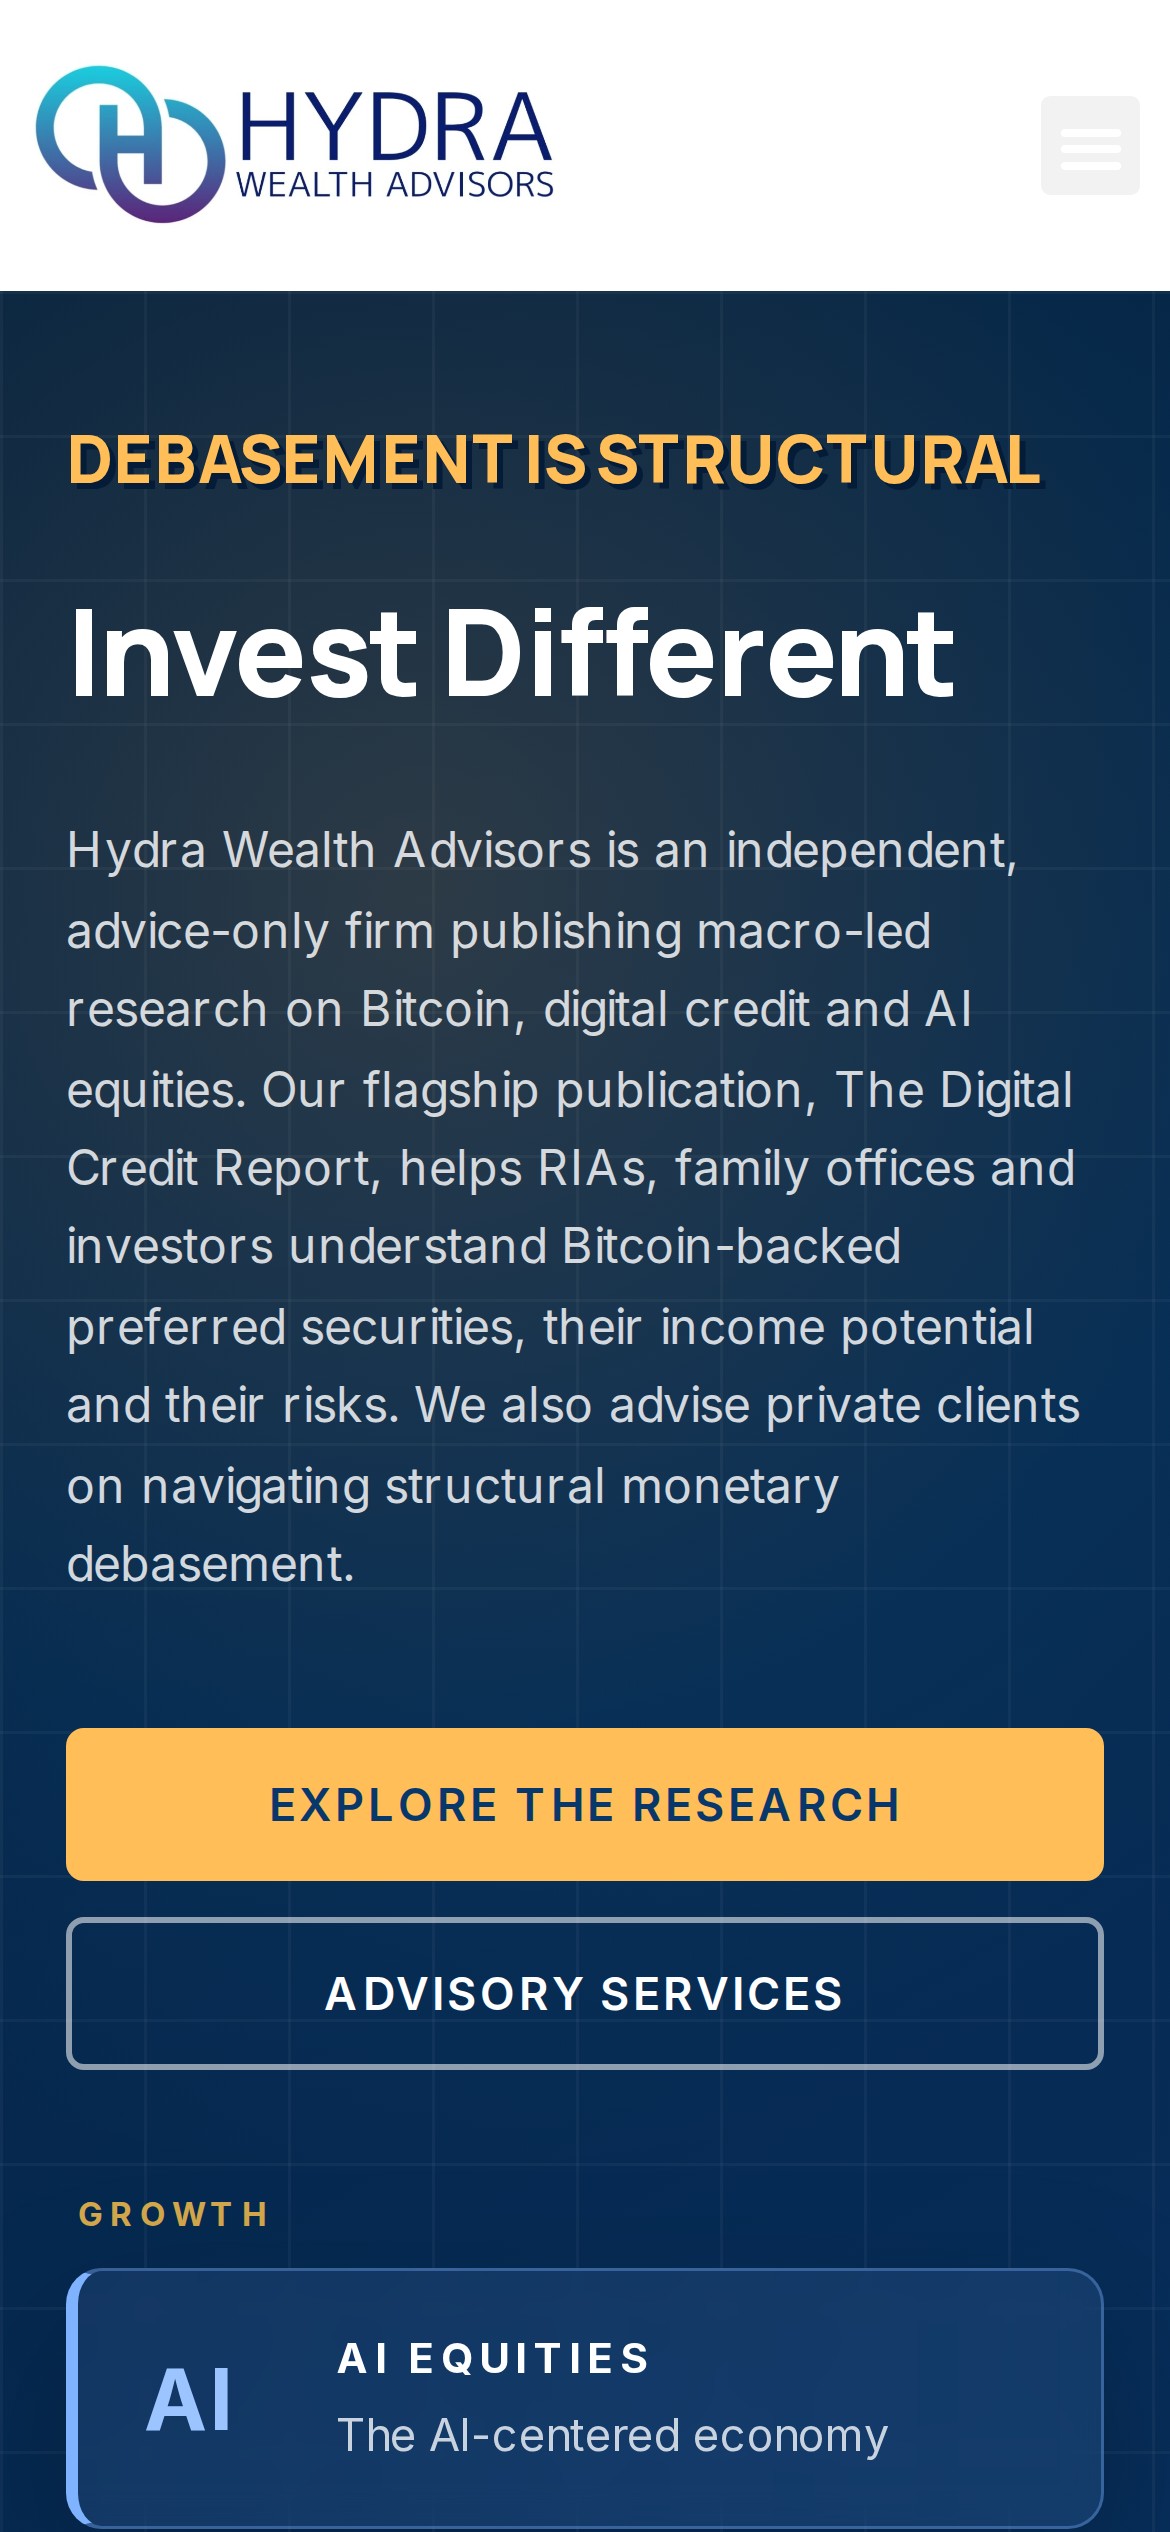 HYDRA
WEALTH ADVISORS
DEBASEMENT IS STRUCTURAL
Invest Different
Hydra Wealth Advisors is an independent,
advice-only firm publishing macro-led
research on Bitcoin, digital credit and AI
equities. Our flagship publication, The Digital
Credit Report, helps RIAs, family offices and
investors understand Bitcoin-backed
preferred securities, their income potential
and their risks. We also advise private clients
on navigating structural monetary
debasement.
EXPLORE THE RESEARCH
ADVISORY SERVICES
GROWTH
AI
AI EQUITIES
The AI-centered economy